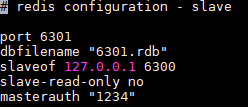 # redis configuration - slave
port 6301
dbfilename "6301.rdb"
slaveof 127.0.0.1 6300
slave-read-only no
masterauth "1234"